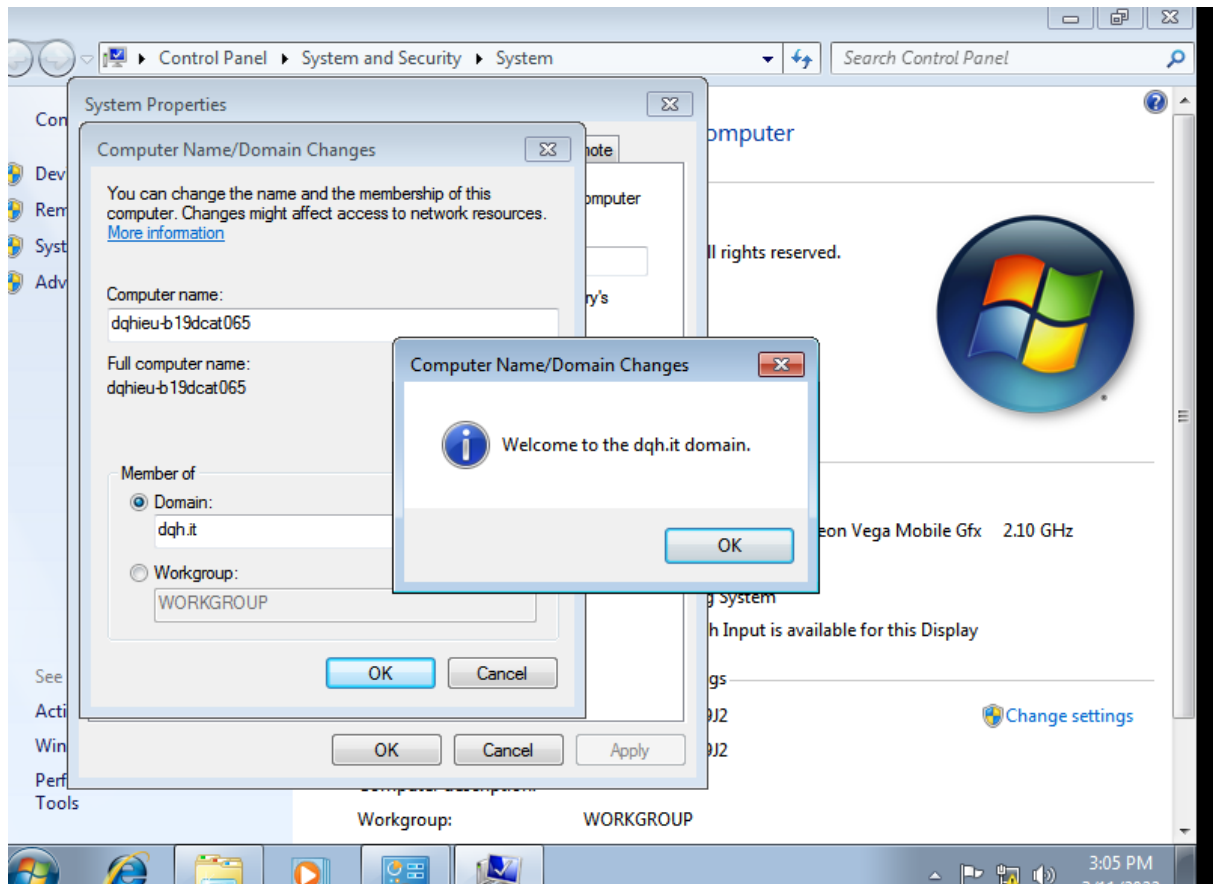 Control Panel System and Security System
Search Control Panel
System Properties
Computer Name/Domain Changes
You can change the name and the membership of this
computer. Changes might affect access to network resources.
More information
Computer name:
dqhieu-b19dcat065
Full computer name:
dqhieu-b19dcat065
Member of
Domain:
dqh.it
Workgroup:
WORKGROUP
OK Cancel
OK Cancel Apply
Computer Name/Domain Changes
Welcome to the dqh.it domain.
OK
ll rights reserved.
Vega Mobile Gfx 2.10 GHz
System
Input is available for this Display
9J2
Change settings
9J2
Workgroup: WORKGROUP
See
Tools
3:05 PM